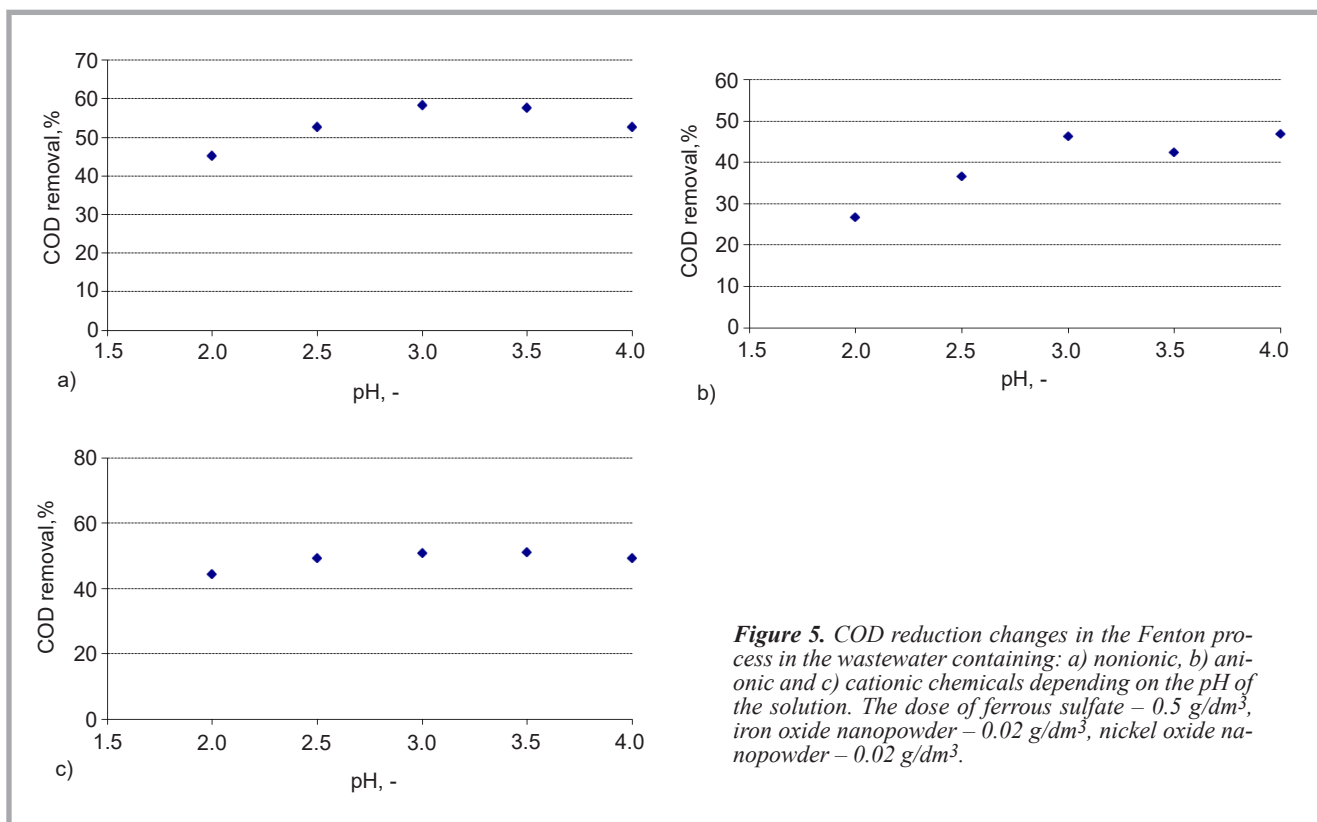 70
60
50
40
30
20
10
0
COD removal,%
1.5 2.0 2.5 3.0 3.5 4.0
a)
pH, -
60
50
40
30
20
10
0
COD removal,%
1.5 2.0 2.5 3.0 3.5 4.0
b)
pH, -
80
60
40
20
0
COD removal,%
1.5 2.0 2.5 3.0 3.5 4.0
c)
pH, -
Figure 5. COD reduction changes in the Fenton pro-
cess in the wastewater containing: a) nonionic, b) ani-
onic and c) cationic chemicals depending on the pH of
the solution. The dose of ferrous sulfate – 0.5 g/dm³,
iron oxide nanopowder – 0.02 g/dm³, nickel oxide na-
nopowder – 0.02 g/dm³.